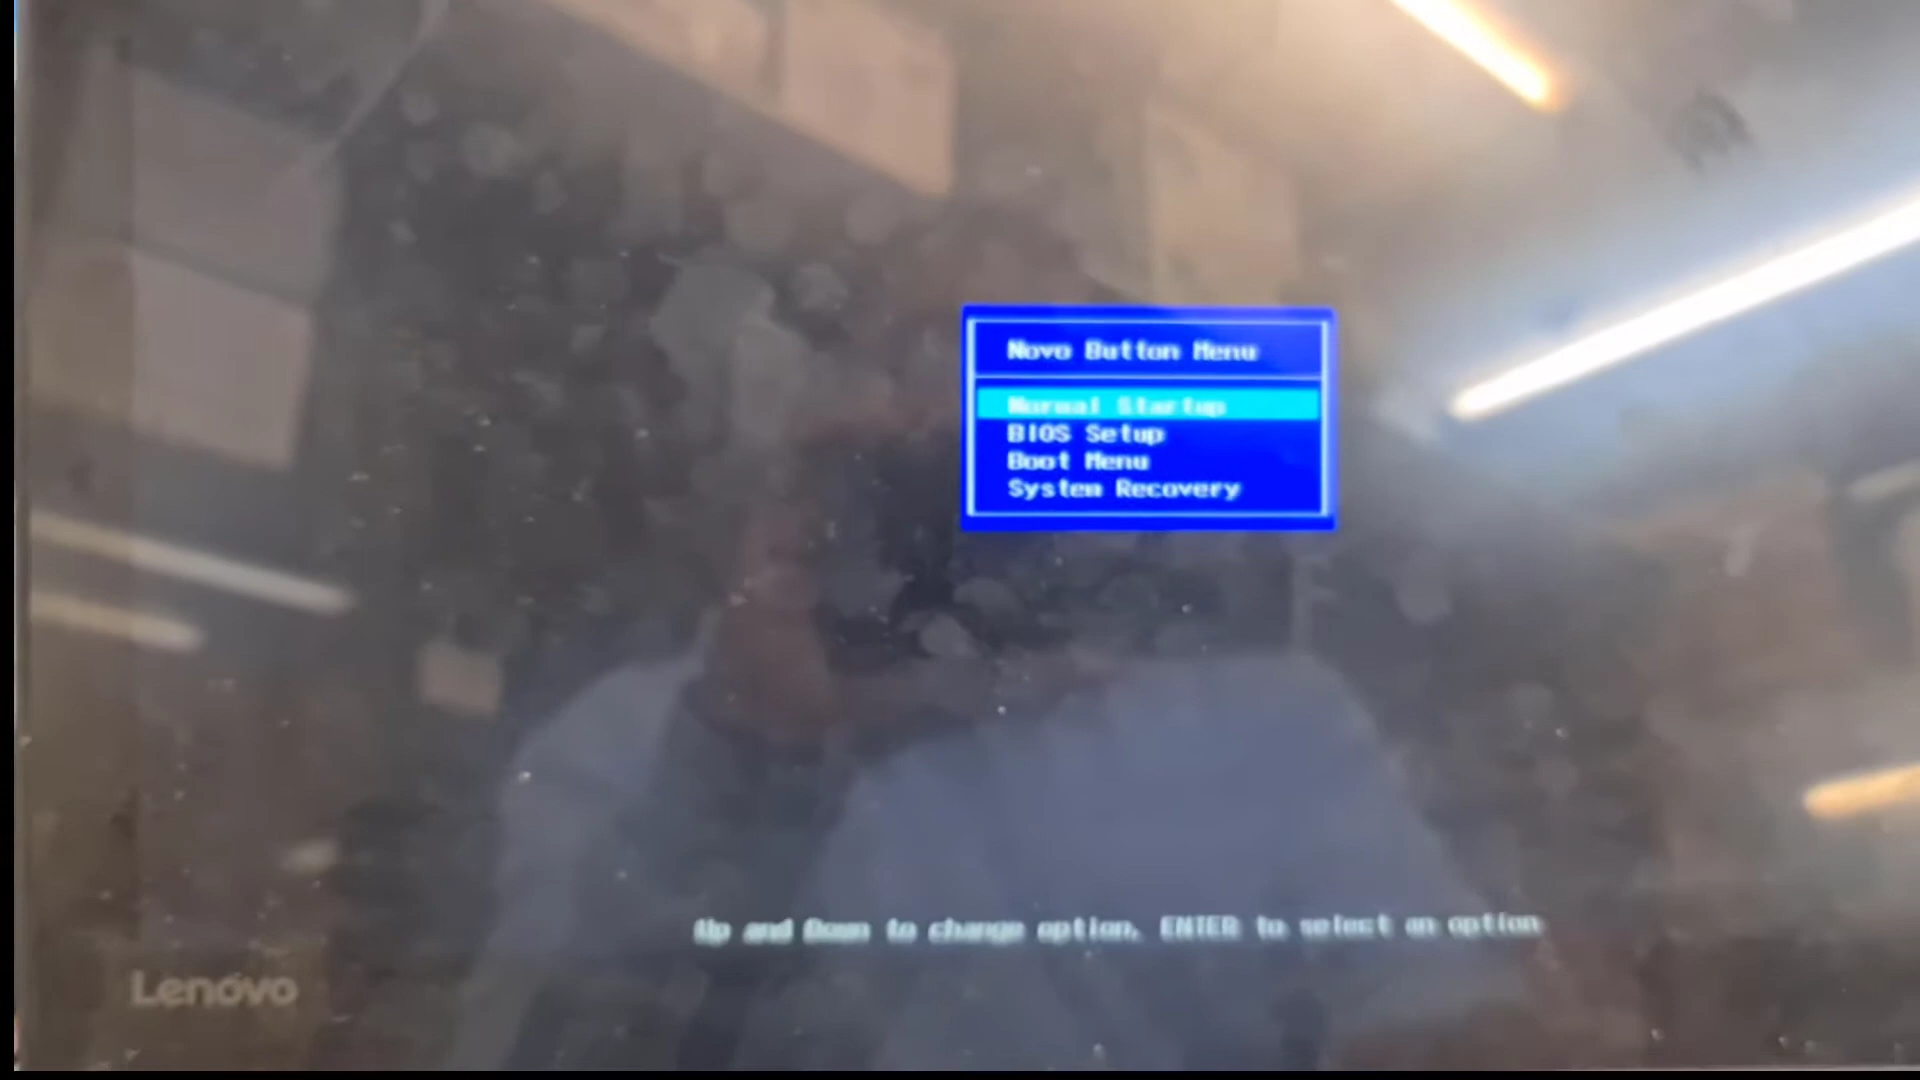 Novo Button Menu
Normal Startup
BIOS Setup
Boot Menu
System Recovery
Up and Down to change option, ENTER to select an option
Lenovo